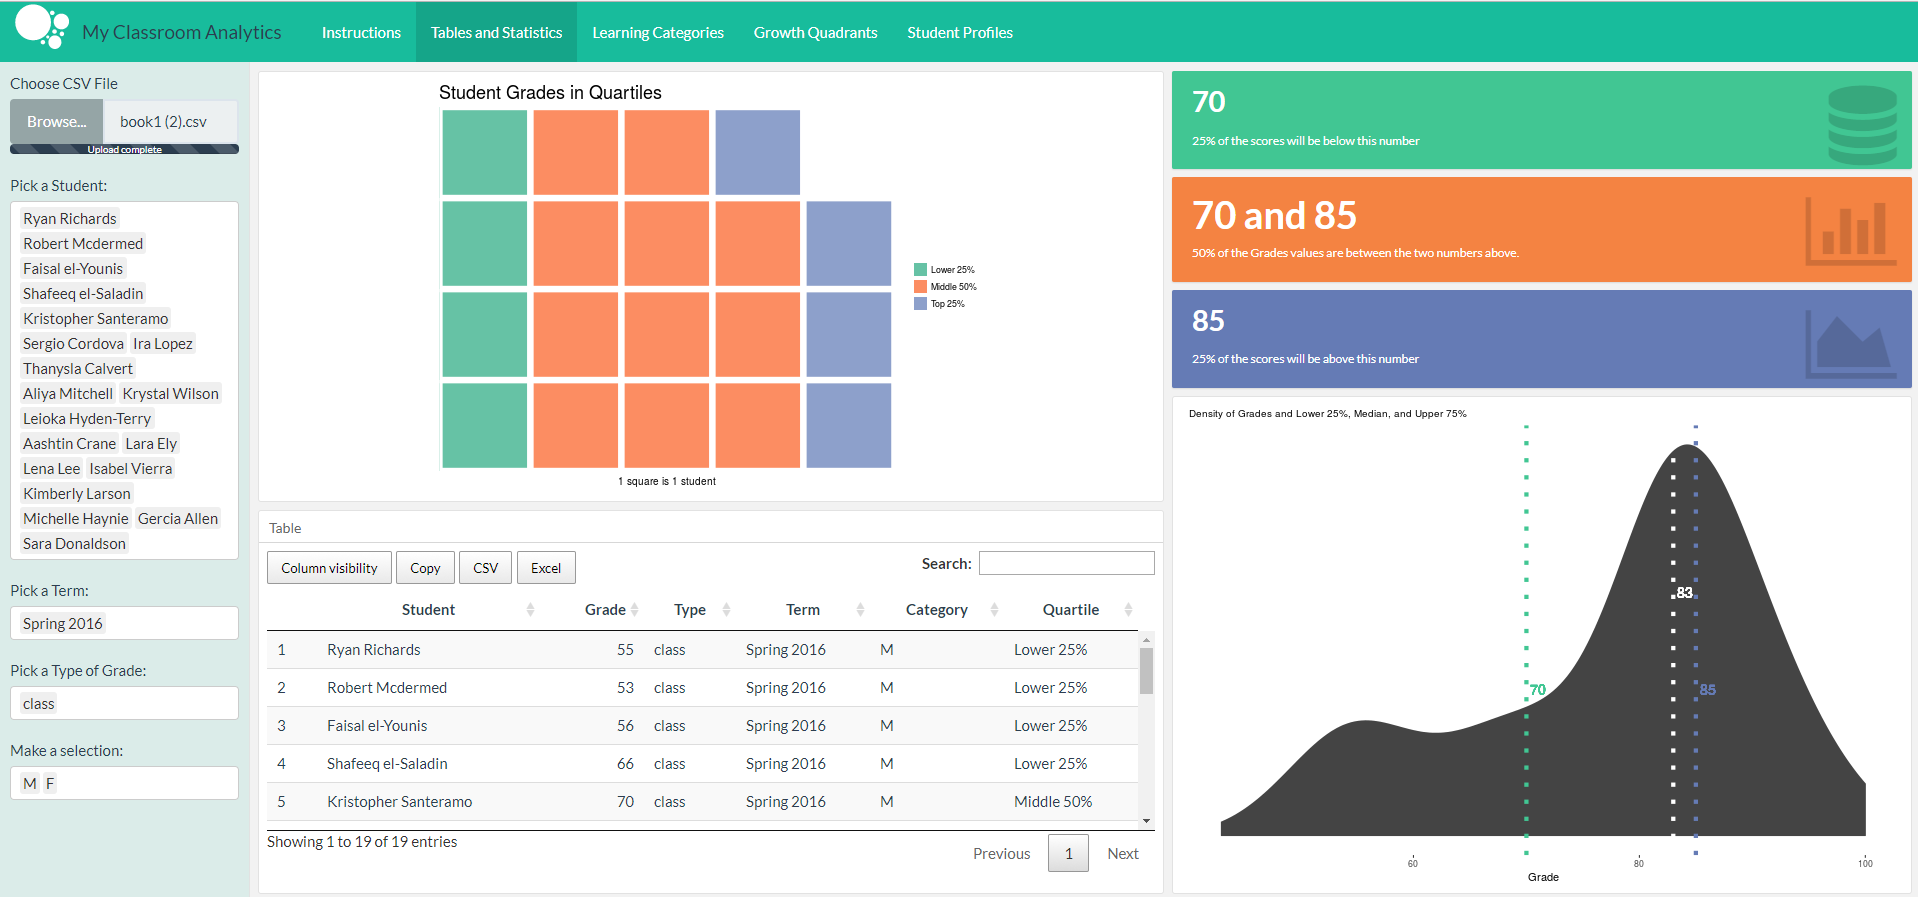 My Classroom Analytics
Instructions
Tables and Statistics
Learning Categories
Growth Quadrants
Student Profiles
Choose CSV File
Browse... book1 (2).csv
Upload complete
Pick a Student:
Ryan Richards
Robert Mcdermed
Faisal el-Younis
Shafeeq el-Saladin
Kristopher Santeramo
Sergio Cordova Ira Lopez
Thanysla Calvert
Aliya Mitchell Krystal Wilson
Leioka Hyden-Terry
Aashtin Crane Lara Ely
Lena Lee Isabel Vierra
Kimberly Larson
Michelle Haynie Gercia Allen
Sara Donaldson
Pick a Term:
Spring 2016
Pick a Type of Grade:
class
Make a selection:
M F
Student Grades in Quartiles
Lower 25%
Middle 50%
Top 25%
1 square is 1 student
Table
Column visibility Copy CSV Excel
Search:
Student Grade Type Term Category Quartile
1 Ryan Richards 55 class Spring 2016 M Lower 25%
2 Robert Mcdermed 53 class Spring 2016 M Lower 25%
3 Faisal el-Younis 56 class Spring 2016 M Lower 25%
4 Shafeeq el-Saladin 66 class Spring 2016 M Lower 25%
5 Kristopher Santeramo 70 class Spring 2016 M Middle 50%
Showing 1 to 19 of 19 entries
Previous 1 Next
70
25% of the scores will be below this number
70 and 85
50% of the Grades values are between the two numbers above.
85
25% of the scores will be above this number
Density of Grades and Lower 25%, Median, and Upper 75%
83
70
85
60 80 100
Grade